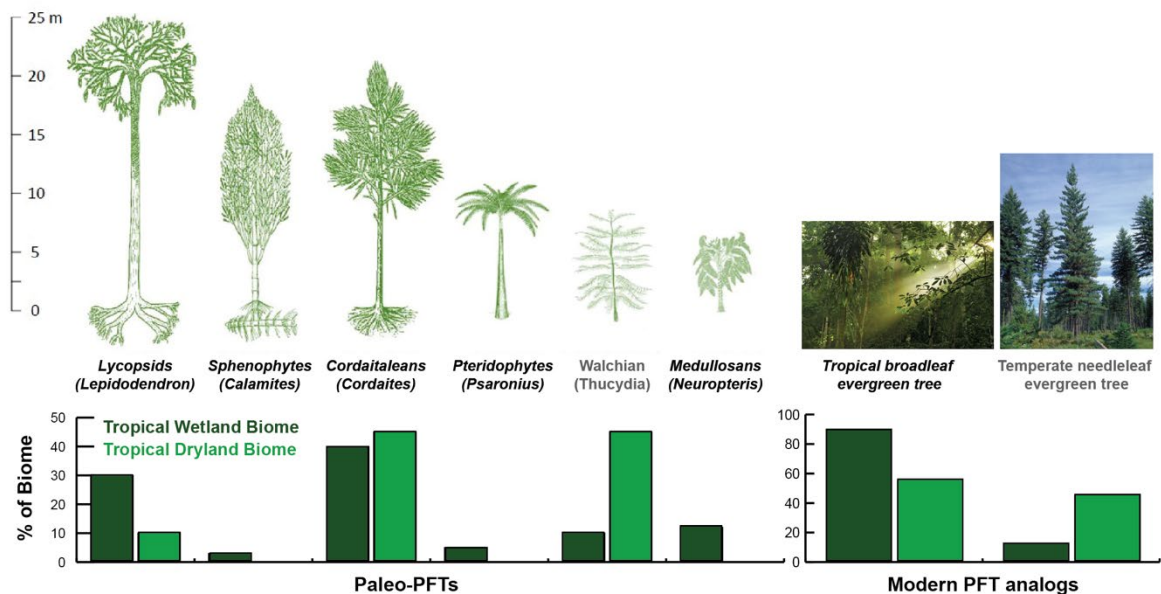 25 m
20
15
10
5
0
Lycopsids
(Lepidodendron)
Sphenophytes
(Calamites)
Cordaitaleans
(Cordaites)
Pteridophytes
(Psaronius)
Walchian
(Thucydia)
Medullosans
(Neuropteris)
Tropical broadleaf
evergreen tree
Temperate needleleaf
evergreen tree
% of Biome
50
40
30
20
10
0
Tropical Wetland Biome
Tropical Dryland Biome
Paleo-PFTs
100
80
60
40
20
0
Modern PFT analogs